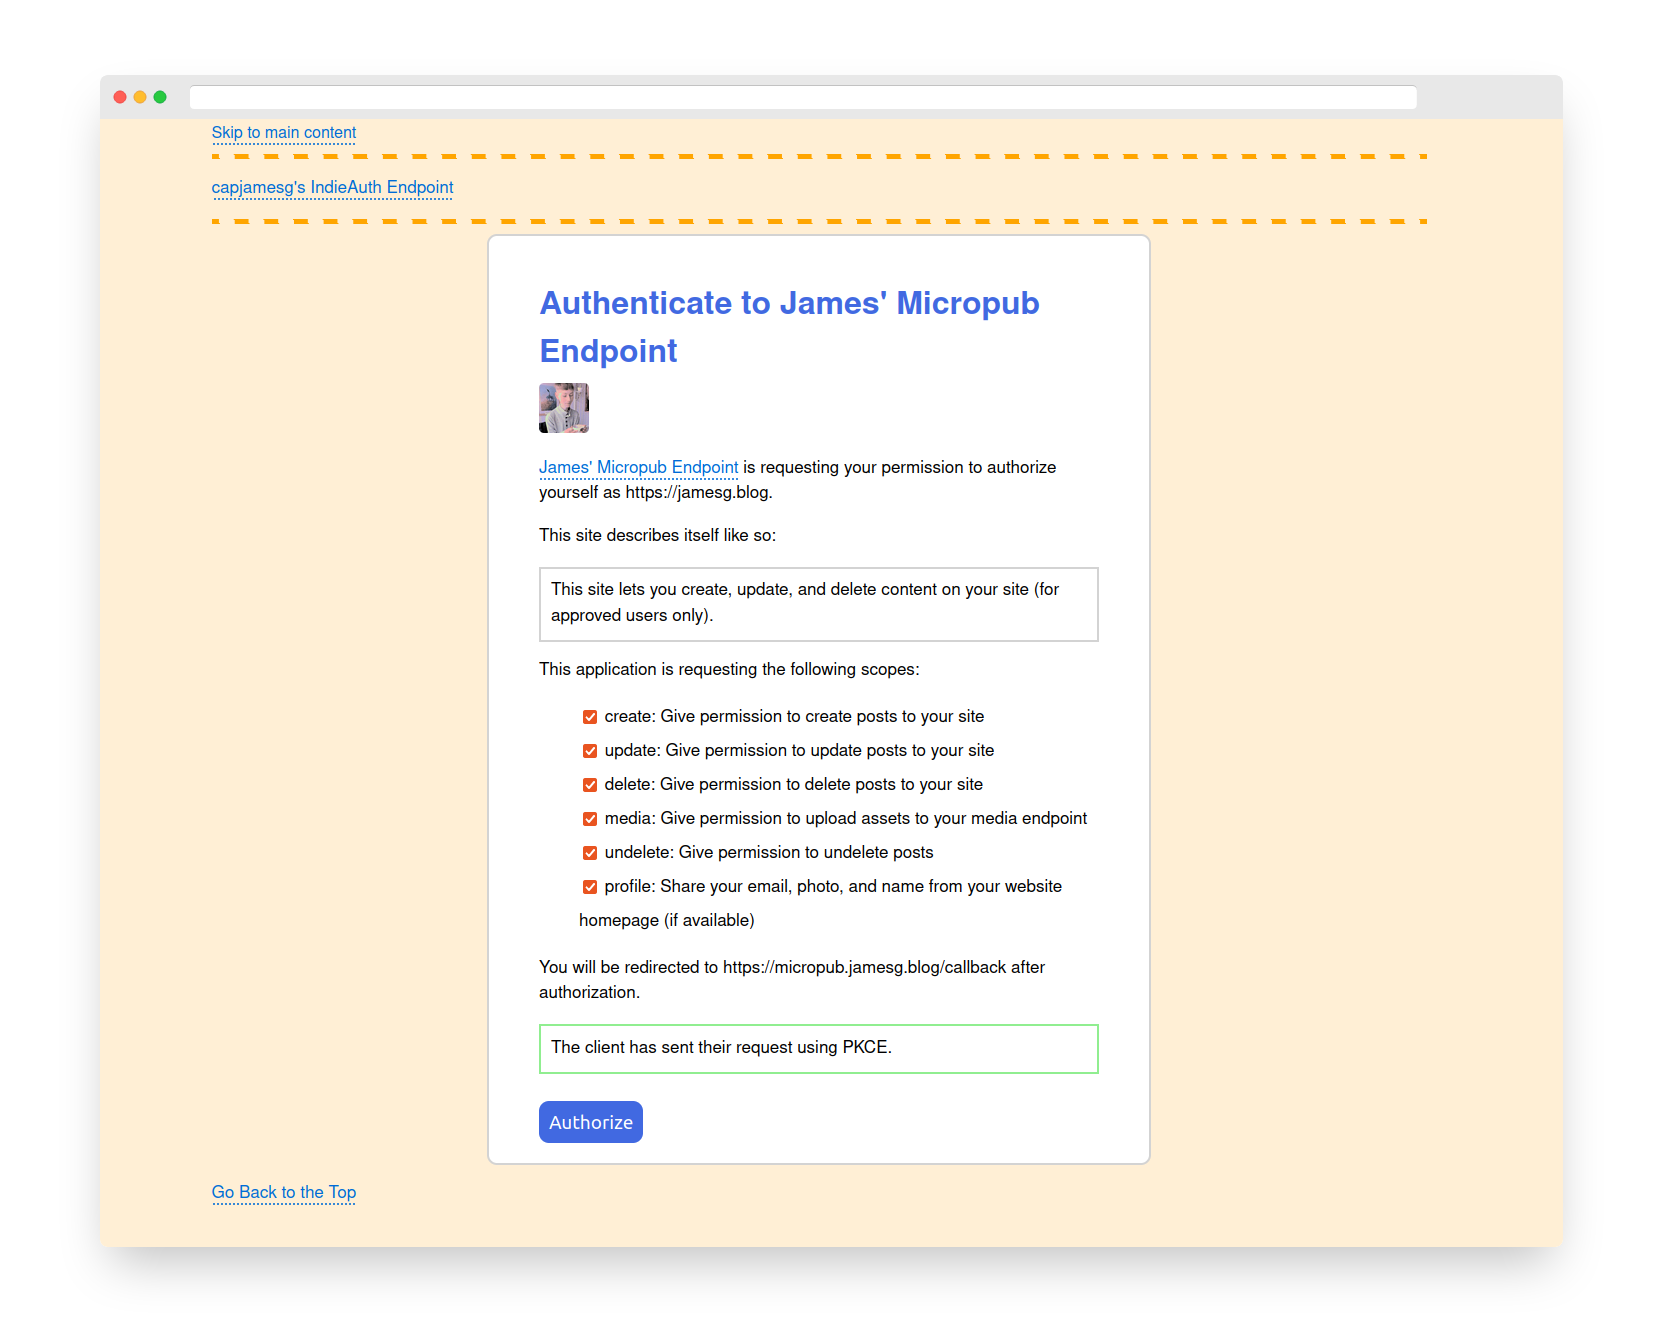 Skip to main content
capjamesg's IndieAuth Endpoint
Authenticate to James' Micropub
Endpoint
James' Micropub Endpoint is requesting your permission to authorize
yourself as https://jamesg.blog.
This site describes itself like so:
This site lets you create, update, and delete content on your site (for
approved users only).
This application is requesting the following scopes:
create: Give permission to create posts to your site
update: Give permission to update posts to your site
delete: Give permission to delete posts to your site
media: Give permission to upload assets to your media endpoint
undelete: Give permission to undelete posts
profile: Share your email, photo, and name from your website
homepage (if available)
You will be redirected to https://micropub.jamesg.blog/callback after
authorization.
The client has sent their request using PKCE.
Authorize
Go Back to the Top